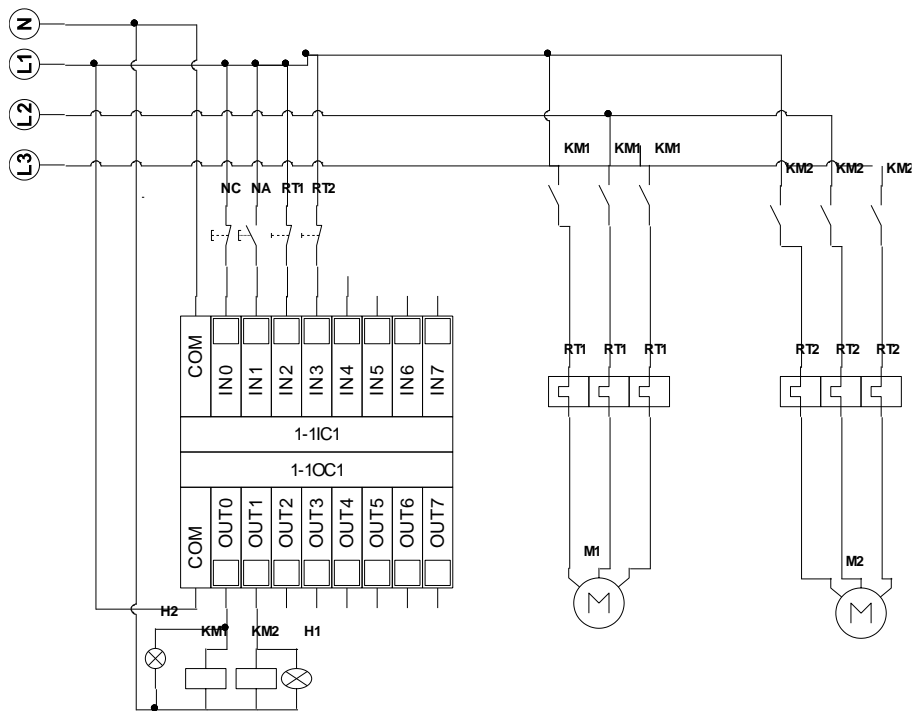 N
L1
L2
L3
KM1 KM1 KM1
KM2 KM2 KM2
NC NA RT1 RT2
COM IN0 IN1 IN2 IN3 IN4 IN5 IN6 IN7
RT1 RT1 RT1
RT2 RT2 RT2
1-1IC1
1-1OC1
COM OUT0 OUT1 OUT2 OUT3 OUT4 OUT5 OUT6 OUT7
M1
M2
M
M
H2
KM1 KM2 H1